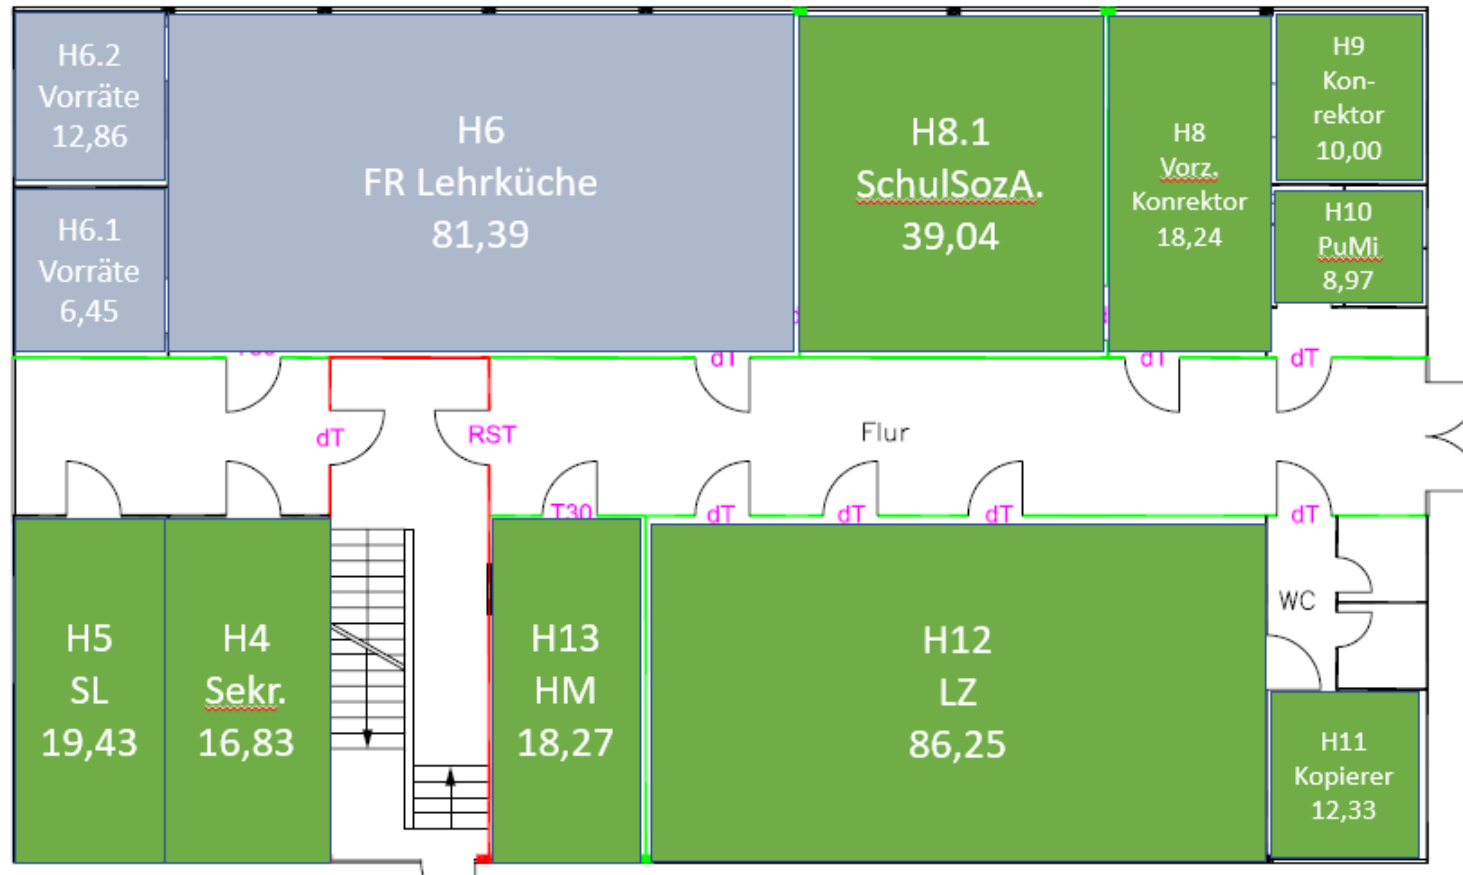 H6.2
Vorräte
12,86
H6
FR Lehrküche
81,39
H8.1
SchulSozA.
39,04
H8
Vorz.
Konrektor
18,24
H9
Kon-
rektor
10,00
H6.1
Vorräte
6,45
H10
PuMi
8,97
dT
dT
dT
dT
RST
Flur
T30
dT
dT
dT
dT
H5
SL
19,43
H4
Sekr.
16,83
H13
HM
18,27
H12
LZ
86,25
WC
H11
Kopierer
12,33